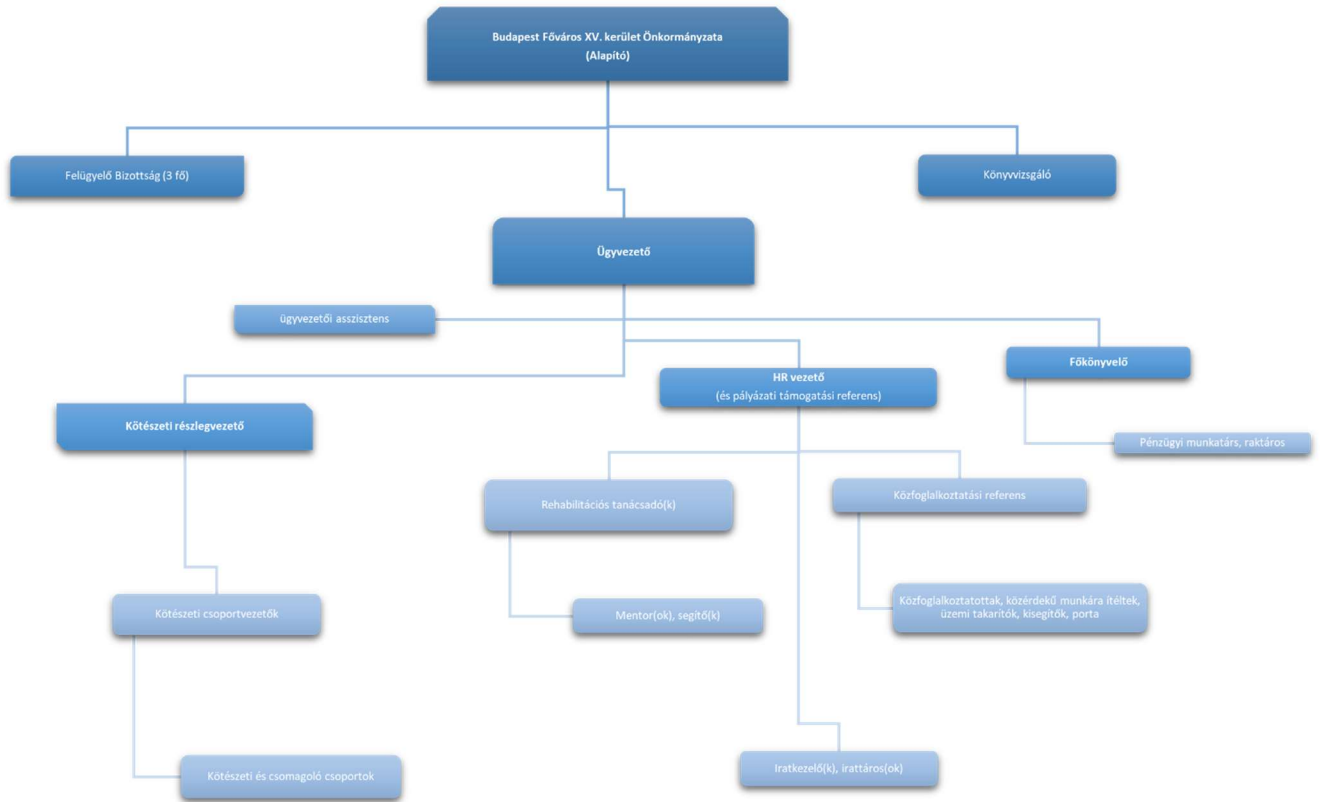 Budapest Főváros XV. kerület Önkormányzata
(Alapító)
Felügyelő Bizottság (3 fő)
Könyvvizsgáló
Ügyvezető
ügyvezetői asszisztens
Főkönyvelő
HR vezető
(és pályázati támogatási referens)
Kötészeti részlegvezető
Pénzügyi munkatárs, raktáros
Rehabilitációs tanácsadó(k)
Közfoglalkoztatási referens
Kötészeti csoportvezetők
Mentor(ok), segítő(k)
Közfoglalkoztatottak, közérdekű munkára ítéltek,
üzemi takarítók, kisegítők, porta
Kötészeti és csomagoló csoportok
Iratkezelő(k), irattáros(ok)